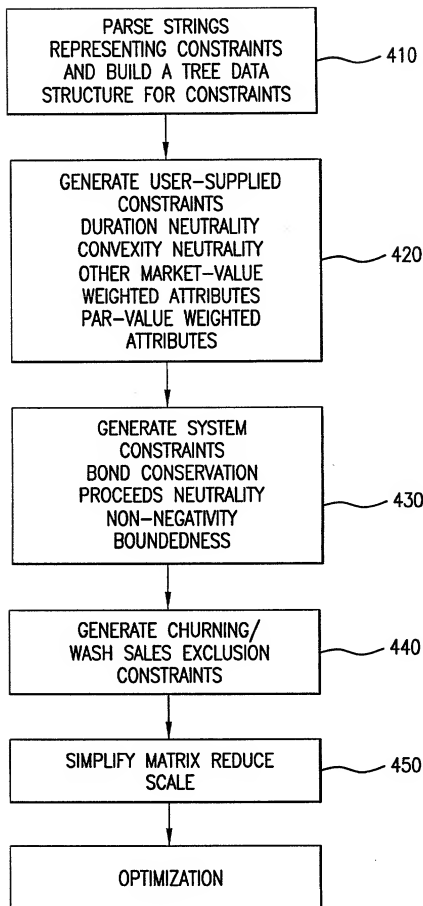 PARSE STRINGS
REPRESENTING CONSTRAINTS
AND BUILD A TREE DATA
STRUCTURE FOR CONSTRAINTS
410
GENERATE USER-SUPPLIED
CONSTRAINTS
DURATION NEUTRALITY
CONVEXITY NEUTRALITY
OTHER MARKET-VALUE
WEIGHTED ATTRIBUTES
PAR-VALUE WEIGHTED
ATTRIBUTES
420
GENERATE SYSTEM
CONSTRAINTS
BOND CONSERVATION
PROCEEDS NEUTRALITY
NON-NEGATIVITY
BOUNDEDNESS
430
GENERATE CHURNING/
WASH SALES EXCLUSION
CONSTRAINTS
440
SIMPLIFY MATRIX REDUCE
SCALE
450
OPTIMIZATION